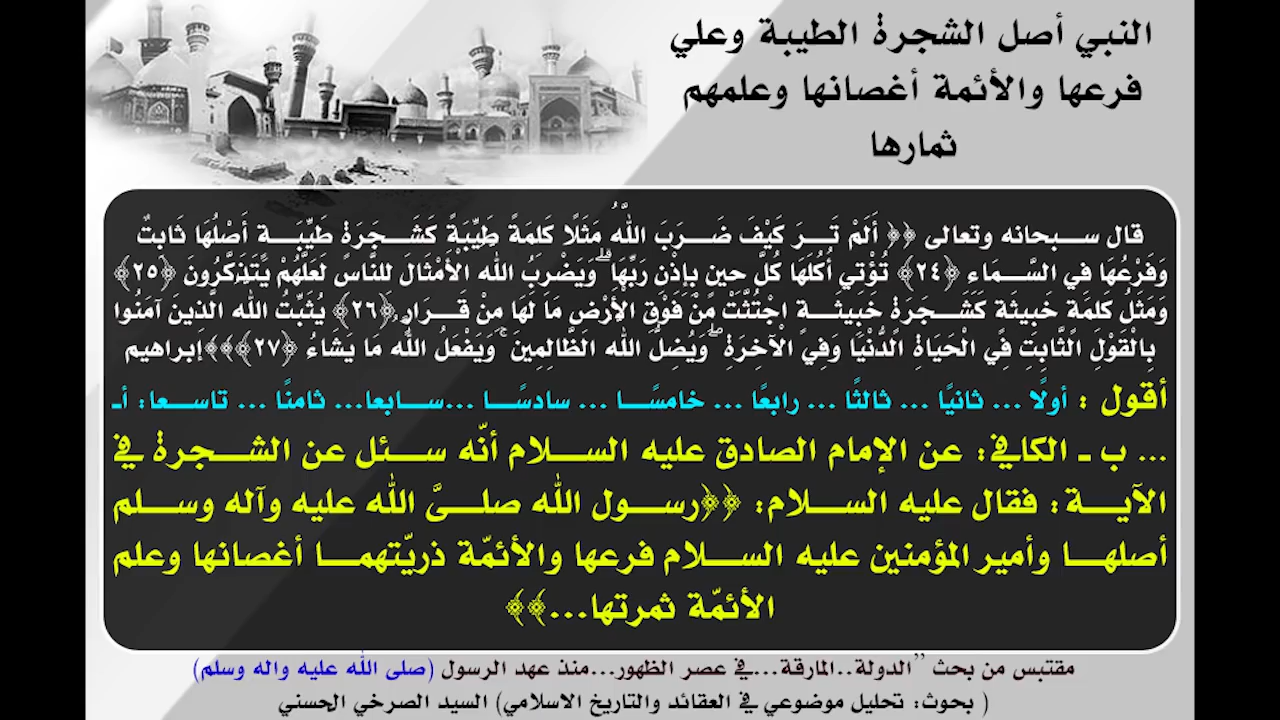 النبي أصل الشجرة الطيبة وعلي
فرعها والأئمة أغصانها وعلمهم
ثمارها
قال سبحانه وتعالى ﴿﴿ أَلَمْ تَرَ كَيْفَ ضَرَبَ اللَّهُ مَثَلًا كَلِمَةً طَيِّبَةً كَشَجَرَةٍ طَيِّبَةٍ أَصْلُهَا ثَابِتٌ
وَفَرْعُهَا فِي السَّمَاءِ ﴿٢٤﴾ تُؤْتِي أُكُلَهَا كُلَّ حِينٍ بِإِذْنِ رَبِّهَا ۗ وَيَضْرِبُ اللَّهُ الْأَمْثَالَ لِلنَّاسِ لَعَلَّهُمْ يَتَذَكَّرُونَ ﴿٢٥﴾
وَمَثَلُ كَلِمَةٍ خَبِيثَةٍ كَشَجَرَةٍ خَبِيثَةٍ اجْتُثَّتْ مِنْ فَوْقِ الْأَرْضِ مَا لَهَا مِنْ قَرَارٍ ﴿٢٦﴾ يُثَبِّتُ اللَّهُ الَّذِينَ آمَنُوا
بِالْقَوْلِ الثَّابِتِ فِي الْحَيَاةِ الدُّنْيَا وَفِي الْآخِرَةِ ۖ وَيُضِلُّ اللَّهُ الظَّالِمِينَ ۚ وَيَفْعَلُ اللَّهُ مَا يَشَاءُ ﴿٢٧﴾﴾﴾إبراهيم
أقول : أولًا ... ثانيًا ... ثالثًا ... رابعًا ... خامسًا ... سادسًا ...سابعا... ثامنًا ... تاسعا: أـ
... ب ـ الكافي: عن الإمام الصادق عليه السلام أنّه سئل عن الشجرة في
الآية: فقال عليه السلام: ﴿﴿رسول الله صلىَّ الله عليه وآله وسلم
أصلها وأمير المؤمنين عليه السلام فرعها والأئمّة ذريّتهما أغصانها وعلم
الأئمّة ثمرتها...﴾﴾
مقتبس من بحث ”الدولة..المارقة...في عصر الظهور...منذ عهد الرسول (صلى الله عليه واله وسلم)
( بحوث: تحليل موضوعي في العقائد والتاريخ الاسلامي) السيد الصرخي الحسني